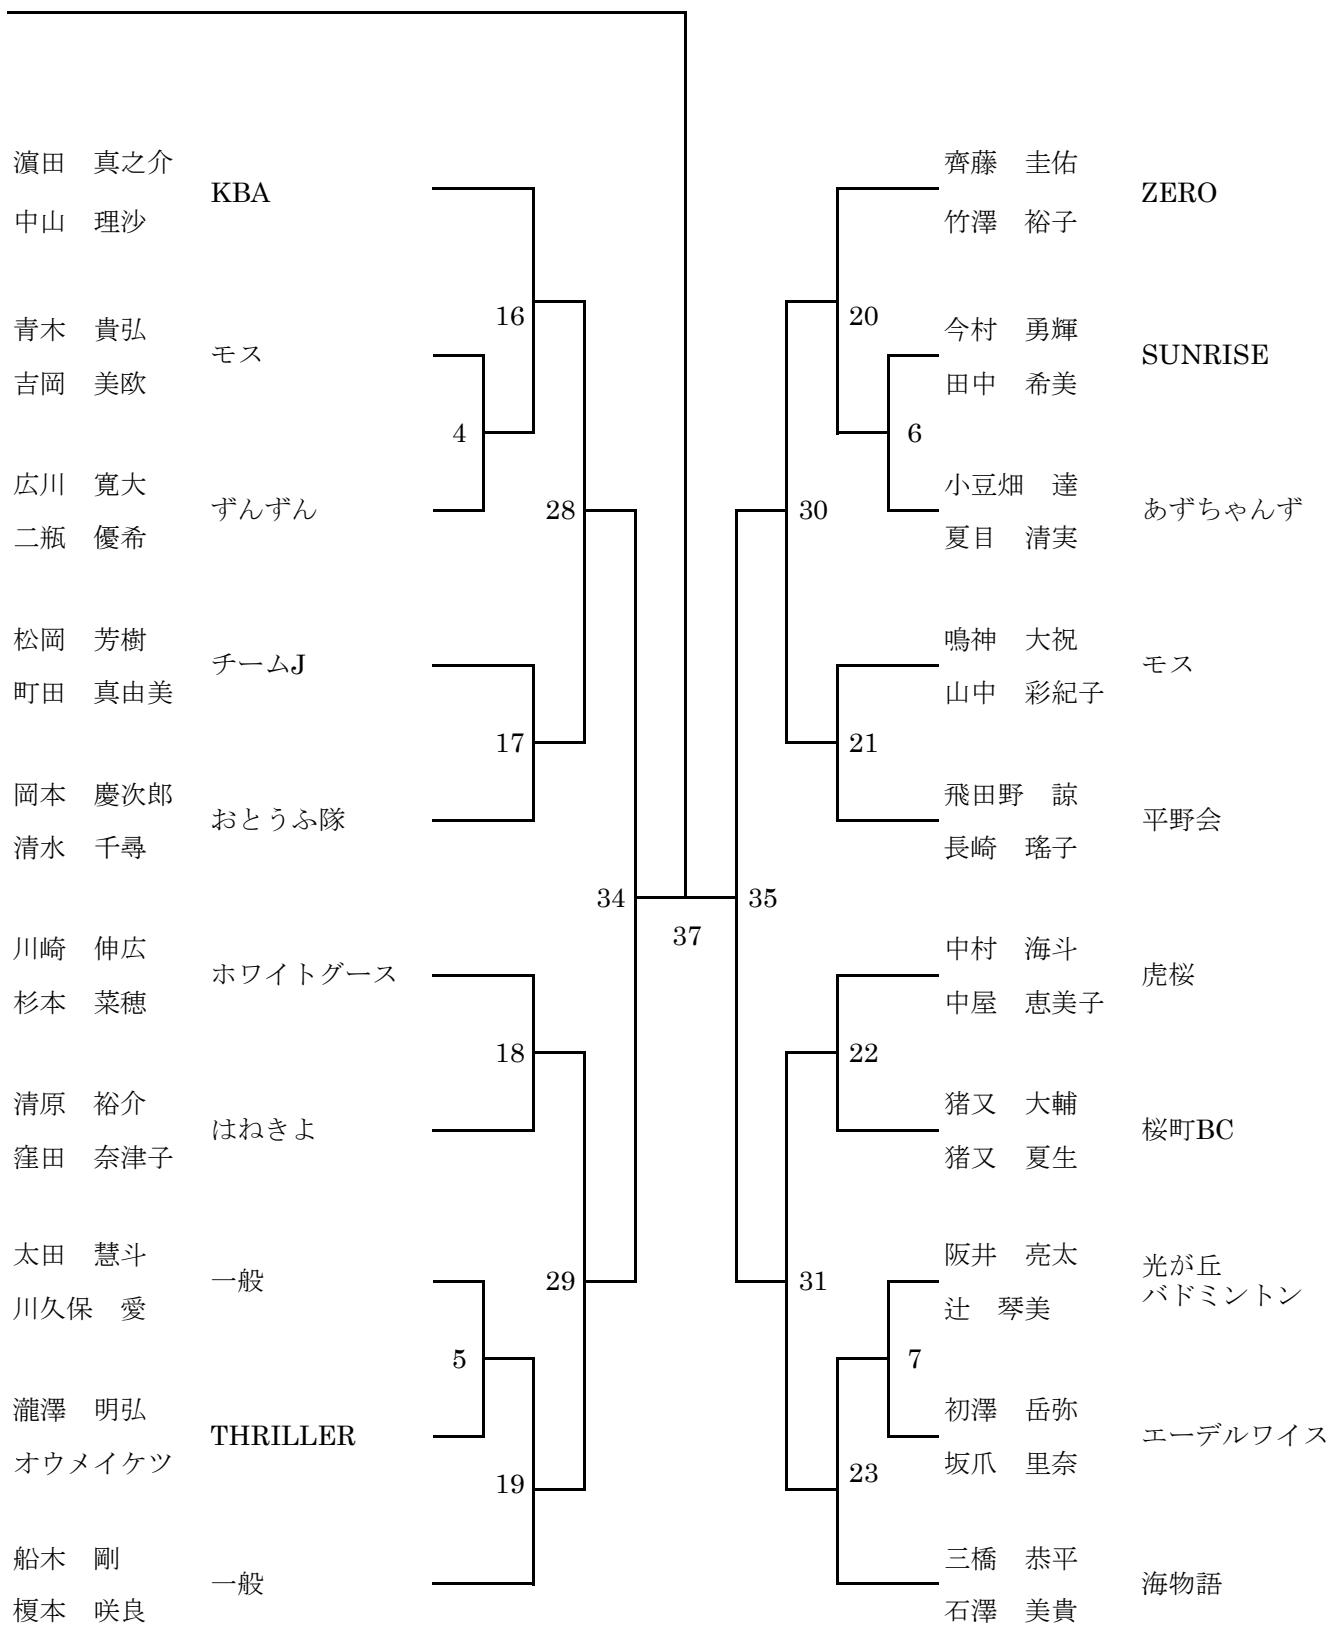 濵田　真之介
KBA
中山　理沙
16
青木　貴弘
モス
吉岡　美欧
4
広川　寛大
ずんずん
28
二瓶　優希
松岡　芳樹
チームJ
町田　真由美
17
岡本　慶次郎
おとうふ隊
清水　千尋
34
川崎　伸広
ホワイトグース
杉本　菜穂
18
清原　裕介
はねきよ
窪田　奈津子
太田　慧斗
一般
29
川久保　愛
5
瀧澤　明弘
THRILLER
オウメイケツ
19
船木　剛
一般
榎本　咲良
37
齊藤　圭佑
ZERO
竹澤　裕子
20
今村　勇輝
SUNRISE
田中　希美
6
小豆畑　達
30
あずちゃんず
夏目　清実
鳴神　大祝
モス
山中　彩紀子
21
飛田野　諒
平野会
長崎　瑤子
35
中村　海斗
虎桜
中屋　恵美子
22
猪又　大輔
桜町BC
猪又　夏生
阪井　亮太
光が丘
バドミントン
31
辻　琴美
7
初澤　岳弥
エーデルワイス
坂爪　里奈
23
三橋　恭平
海物語
石澤　美貴